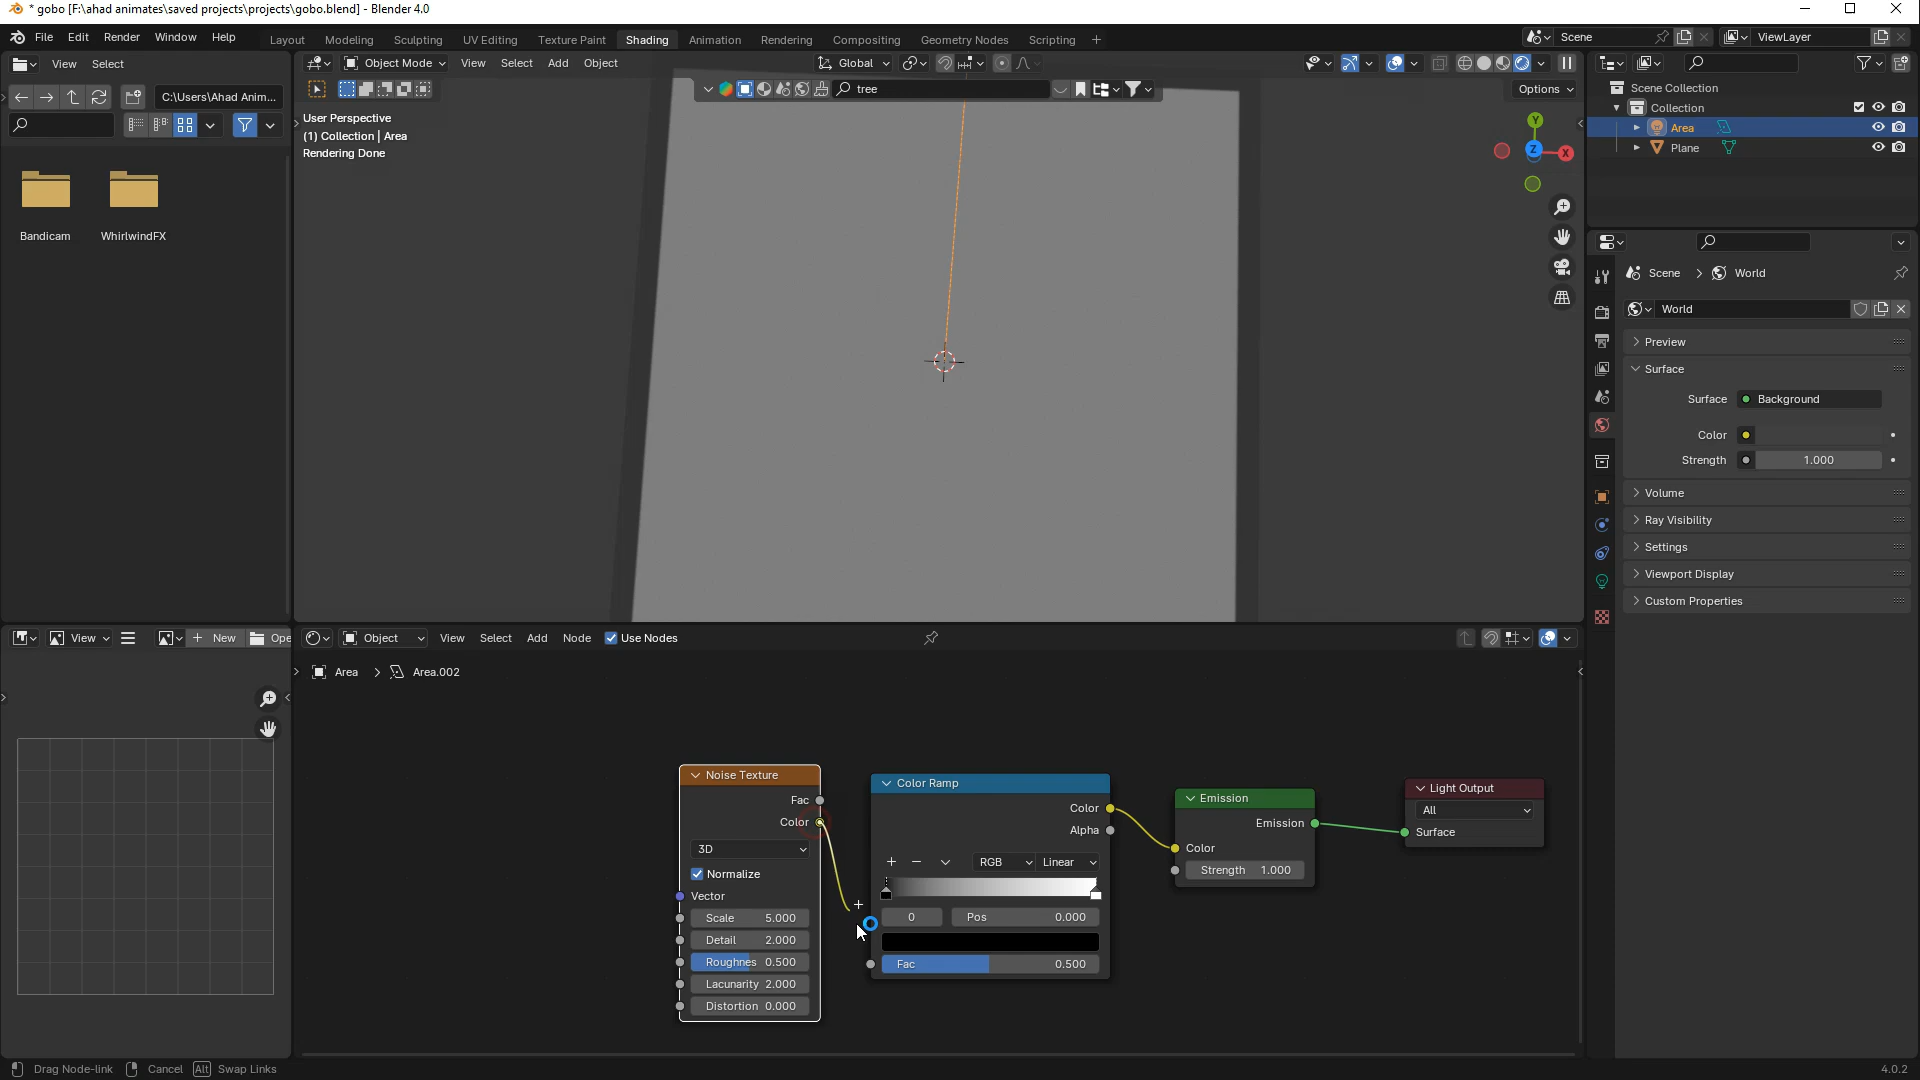 * gobo [F:\ahad animates\saved projects\projects\gobo.blend] - Blender 4.0
File Edit Render Window Help
Layout Modeling Sculpting UV Editing Texture Paint Shading Animation Rendering Compositing Geometry Nodes Scripting +
Scene
ViewLayer
View Select
Object Mode View Select Add Object
Global
C:\Users\Ahad Anim...
tree
Options
User Perspective
(1) Collection | Area
Rendering Done
Y
Z
X
Bandicam
WhirlwindFX
Scene Collection
Collection
Area
Plane
Scene > World
World
Preview
Surface
Surface Background
Color
Strength 1.000
Volume
Ray Visibility
Settings
Viewport Display
Custom Properties
View
New
Ope
Object View Select Add Node Use Nodes
Area > Area.002
Noise Texture
Fac
Color
3D
Normalize
Vector
Scale 5.000
Detail 2.000
Roughnes 0.500
Lacunarity 2.000
Distortion 0.000
Color Ramp
Color
Alpha
RGB Linear
0 Pos 0.000
Fac 0.500
Emission
Emission
Color
Strength 1.000
Light Output
All
Surface
Drag Node-link Cancel Alt Swap Links
4.0.2